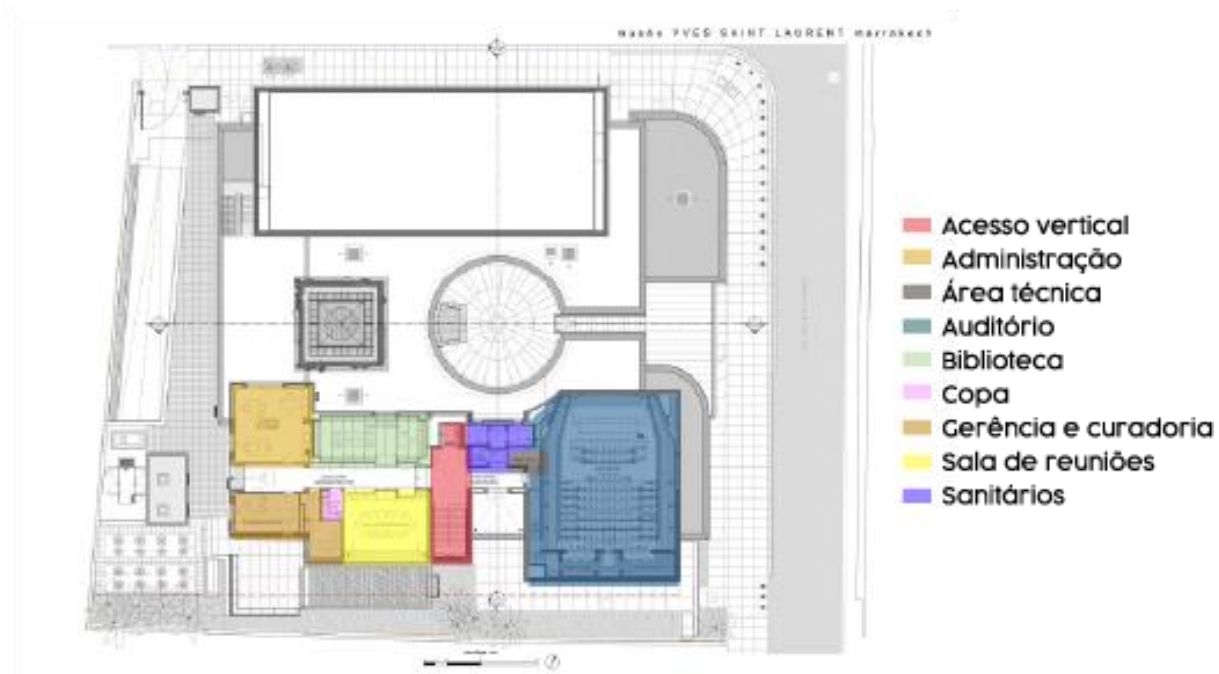 musée YVES SAINT LAURENT marrakech
Acesso vertical
Administração
Área técnica
Auditório
Biblioteca
Copa
Gerência e curadoria
Sala de reuniões
Sanitários